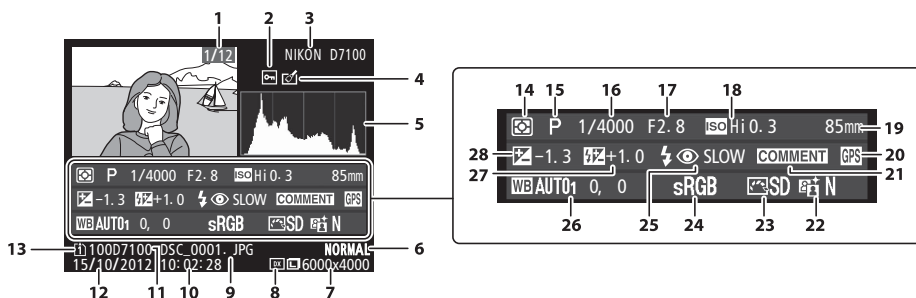 1 2 3
1/12 NIKON D7100
4
5
P 1/4000 F2.8 ISO Hi 0.3 85mm
-1.3 +1.0 SLOW COMMENT GPS
WB AUTO1 0, 0 sRGB SD N
13 1 100D7100 DSC_0001.JPG NORMAL 6
15/10/2012 10:02:28 DX L 6000x4000
12 11 10 9 8 7
14 15 16 17 18
P 1/4000 F2.8 ISO Hi 0.3 85mm 19
28 -1.3 +1.0 SLOW COMMENT GPS 20
27 25 21
WB AUTO1 0, 0 sRGB SD N
26 24 23 22